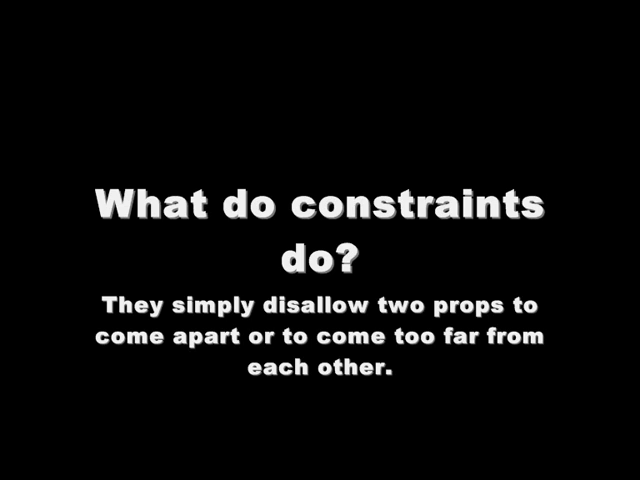 What do constraints
do?
They simply disallow two props to
come apart or to come too far from
each other.